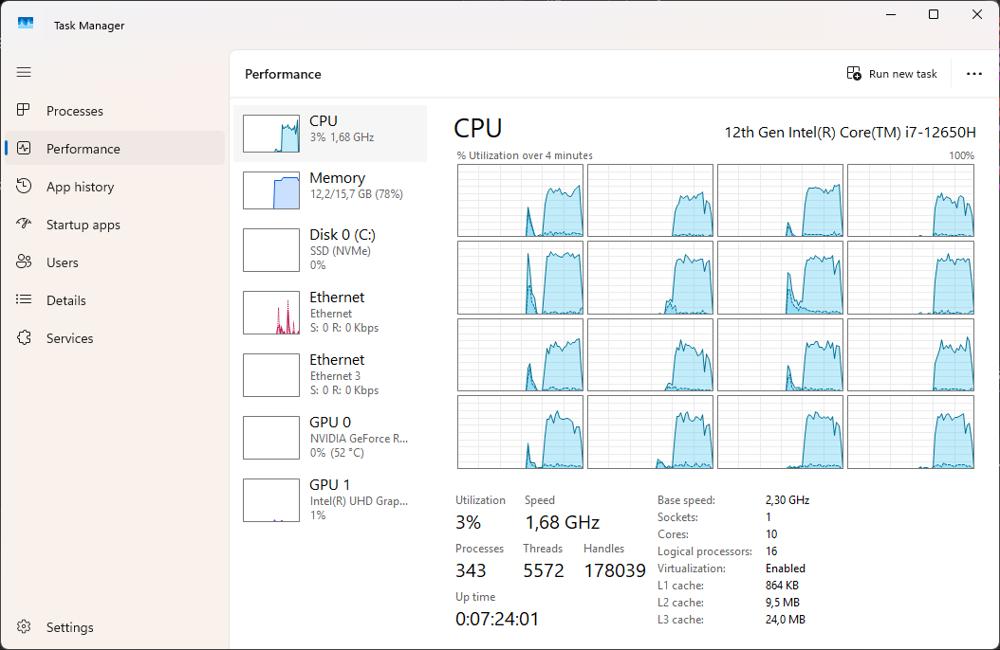 Task Manager
Performance
Run new task
Processes
Performance
App history
Startup apps
Users
Details
Services
Settings
CPU
3% 1,68 GHz
Memory
12,2/15,7 GB (78%)
Disk 0 (C:)
SSD (NVMe)
0%
Ethernet
Ethernet
S: 0 R: 0 Kbps
Ethernet
Ethernet 3
S: 0 R: 0 Kbps
GPU 0
NVIDIA GeForce R...
0% (52 °C)
GPU 1
Intel(R) UHD Grap...
1%
CPU
12th Gen Intel(R) Core(TM) i7-12650H
% Utilization over 4 minutes
100%
Utilization
Speed
3%
1,68 GHz
Processes
Threads
Handles
343
5572
178039
Up time
0:07:24:01
Base speed: 2,30 GHz
Sockets: 1
Cores: 10
Logical processors: 16
Virtualization: Enabled
L1 cache: 864 KB
L2 cache: 9,5 MB
L3 cache: 24,0 MB